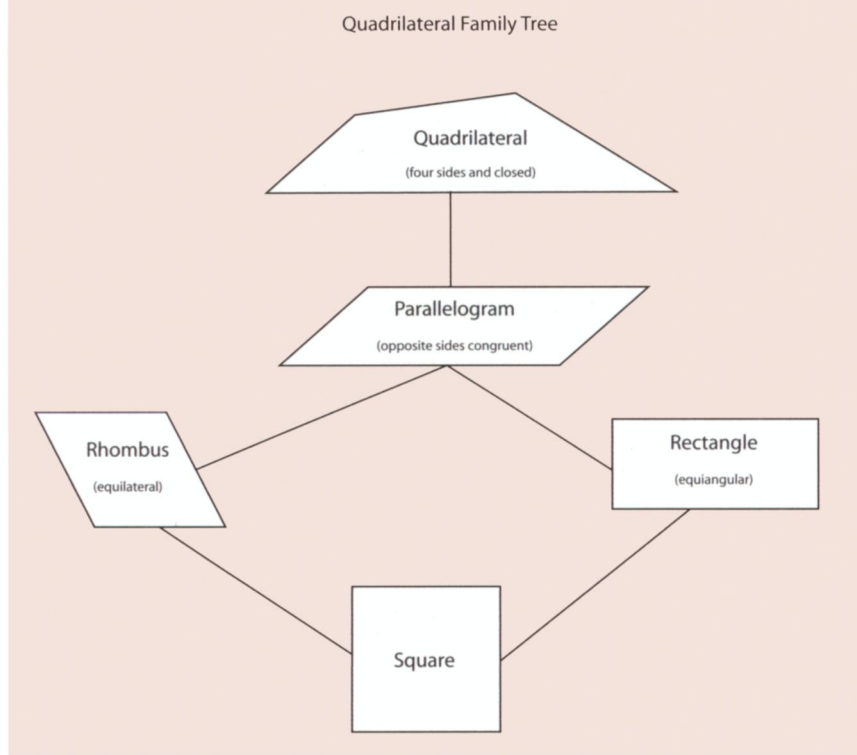 Quadrilateral Family Tree
Quadrilateral
(four sides and closed)
Parallelogram
(opposite sides congruent)
Rhombus
(equilateral)
Rectangle
(equiangular)
Square